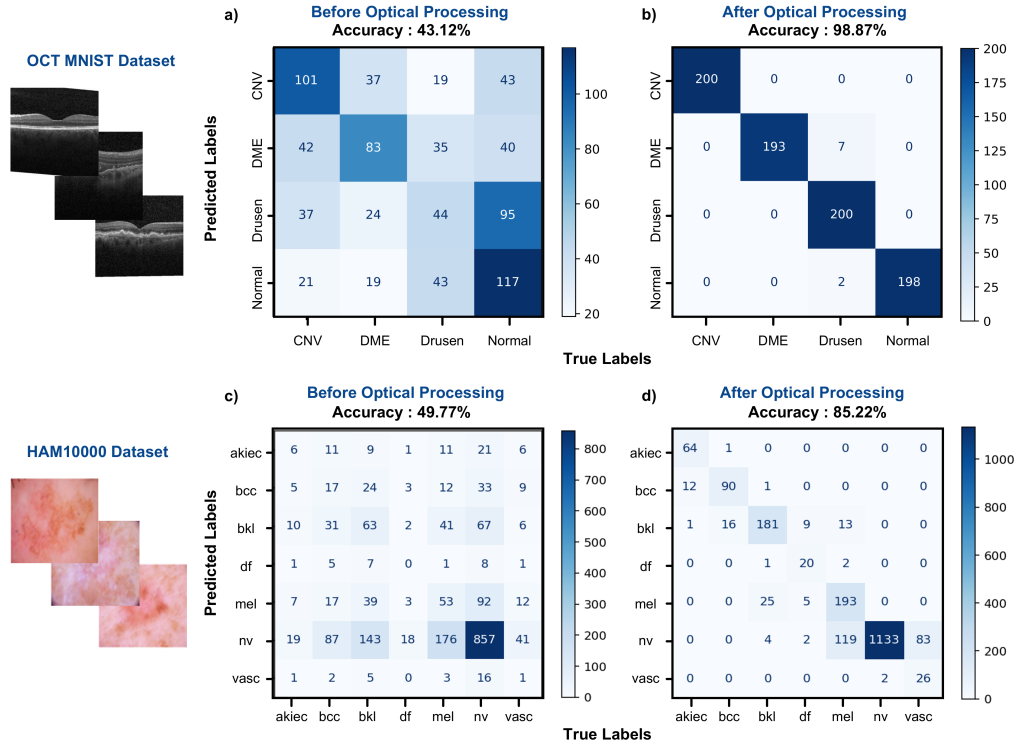 a)
Before Optical Processing
Accuracy : 43.12%
b)
After Optical Processing
Accuracy : 98.87%
OCT MNIST Dataset
Predicted Labels
CNV 101 37 19 43
DME 42 83 35 40
Drusen 37 24 44 95
Normal 21 19 43 117
CNV DME Drusen Normal
100
80
60
40
20
CNV 200 0 0 0
DME 0 193 7 0
Drusen 0 0 200 0
Normal 0 0 2 198
CNV DME Drusen Normal
200
175
150
125
100
75
50
25
0
True Labels
c)
Before Optical Processing
Accuracy : 49.77%
d)
After Optical Processing
Accuracy : 85.22%
HAM10000 Dataset
Predicted Labels
akiec 6 11 9 1 11 21 6
bcc 5 17 24 3 12 33 9
bkl 10 31 63 2 41 67 6
df 1 5 7 0 1 8 1
mel 7 17 39 3 53 92 12
nv 19 87 143 18 176 857 41
vasc 1 2 5 0 3 16 1
akiec bcc bkl df mel nv vasc
800
700
600
500
400
300
200
100
0
akiec 64 1 0 0 0 0 0
bcc 12 90 1 0 0 0 0
bkl 1 16 181 9 13 0 0
df 0 0 1 20 2 0 0
mel 0 0 25 5 193 0 0
nv 0 0 4 2 119 1133 83
vasc 0 0 0 0 0 2 26
akiec bcc bkl df mel nv vasc
1000
800
600
400
200
0
True Labels